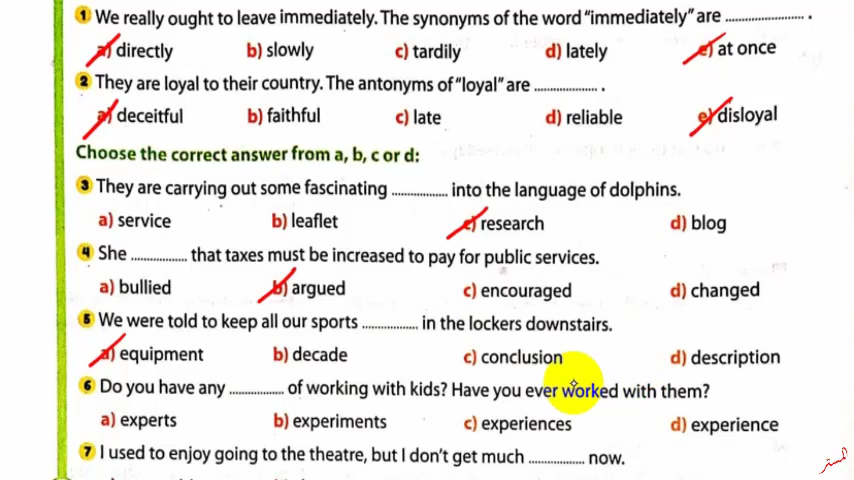 1 We really ought to leave immediately. The synonyms of the word "immediately" are .................... .
a) directly b) slowly c) tardily d) lately e) at once
2 They are loyal to their country. The antonyms of "loyal" are ................ .
a) deceitful b) faithful c) late d) reliable e) disloyal
Choose the correct answer from a, b, c or d:
3 They are carrying out some fascinating .............. into the language of dolphins.
a) service b) leaflet c) research d) blog
4 She .............. that taxes must be increased to pay for public services.
a) bullied b) argued c) encouraged d) changed
5 We were told to keep all our sports .............. in the lockers downstairs.
a) equipment b) decade c) conclusion d) description
6 Do you have any .............. of working with kids? Have you ever worked with them?
a) experts b) experiments c) experiences d) experience
7 I used to enjoy going to the theatre, but I don't get much .............. now.